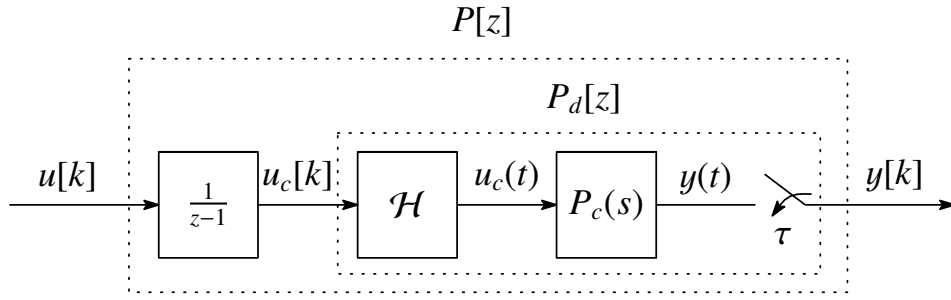 P[z]
P_d[z]
u[k]
1/(z−1)
u_c[k]
ℋ
u_c(t)
P_c(s)
y(t)
τ
y[k]